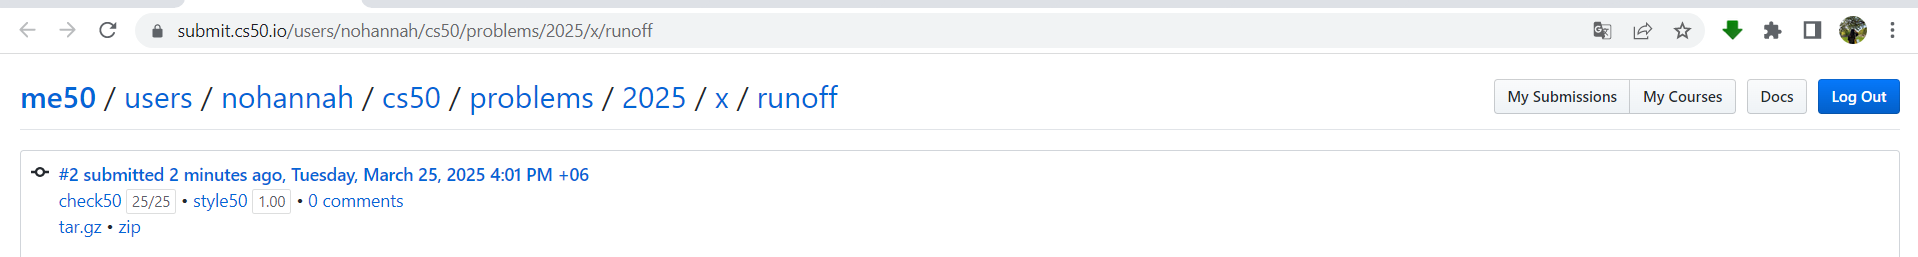 submit.cs50.io/users/nohannah/cs50/problems/2025/x/runoff
me50 / users / nohannah / cs50 / problems / 2025 / x / runoff
My Submissions My Courses Docs Log Out
#2 submitted 2 minutes ago, Tuesday, March 25, 2025 4:01 PM +06
check50 25/25 • style50 1.00 • 0 comments
tar.gz • zip